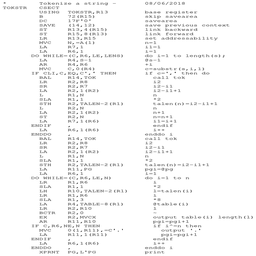 * Tokenize a string - 08/06/2018
TOKSTR CSECT
USING TOKSTR,R13 base register
B 72(R15) skip savearea
DC 17F'0' savearea
SAVE (14,12) save previous context
ST R13,4(R15) link backward
ST R15,8(R13) link forward
LR R13,R15 set addressability
MVC N,=A(1) n=1
LA R7,1 i1=1
LA R6,1 i=1
DO WHILE=(C,R6,LE,LENS) do i=1 to length(s);
LA R4,S-1 @s-1
AR R4,R6 +i
MVC C,0(R4) c=substr(s,i,1)
IF CLI,C,EQ,C',' THEN if c=',' then do
BAL R14,TOK call tok
LR R2,R8 i2
SR R2,R7 i2-i1
LA R2,1(R2) i2-i1+1
L R1,N n
SLA R1,1 *2
STH R2,TALEN-2(R1) talen(n)=i2-i1+1
L R2,N n
LA R2,1(R2) n+1
ST R2,N n=n+1
LA R7,1(R6) i1=i+1
ENDIF , endif
LA R6,1(R6) i++
ENDDO , enddo i
BAL R14,TOK call tok
LR R2,R8 i2
SR R2,R7 i2-i1
LA R2,1(R2) i2-i1+1
L R1,N n
SLA R1,1 *2
STH R2,TALEN-2(R1) talen(n)=i2-i1+1
LA R11,PG pgi=@pg
LA R6,1 i=1
DO WHILE=(C,R6,LE,N) do i=1 to n
LR R1,R6 i
SLA R1,1 *2
LH R10,TALEN-2(R1) l=talen(i)
LR R1,R6 i
SLA R1,3 *8
LA R4,TABLE-8(R1) @table(i)
LR R2,R10 l
BCTR R2,0 ~
EX R2,MVCX output table(i) length(l)
AR R11,R10 pgi=pgi+l
IF C,R6,NE,N THEN if i^=n then
MVC 0(1,R11),=C'.' output '.'
LA R11,1(R11) pgi=pgi+1
ENDIF , endif
LA R6,1(R6) i++
ENDDO , enddo i
XPRNT PG,L'PG print